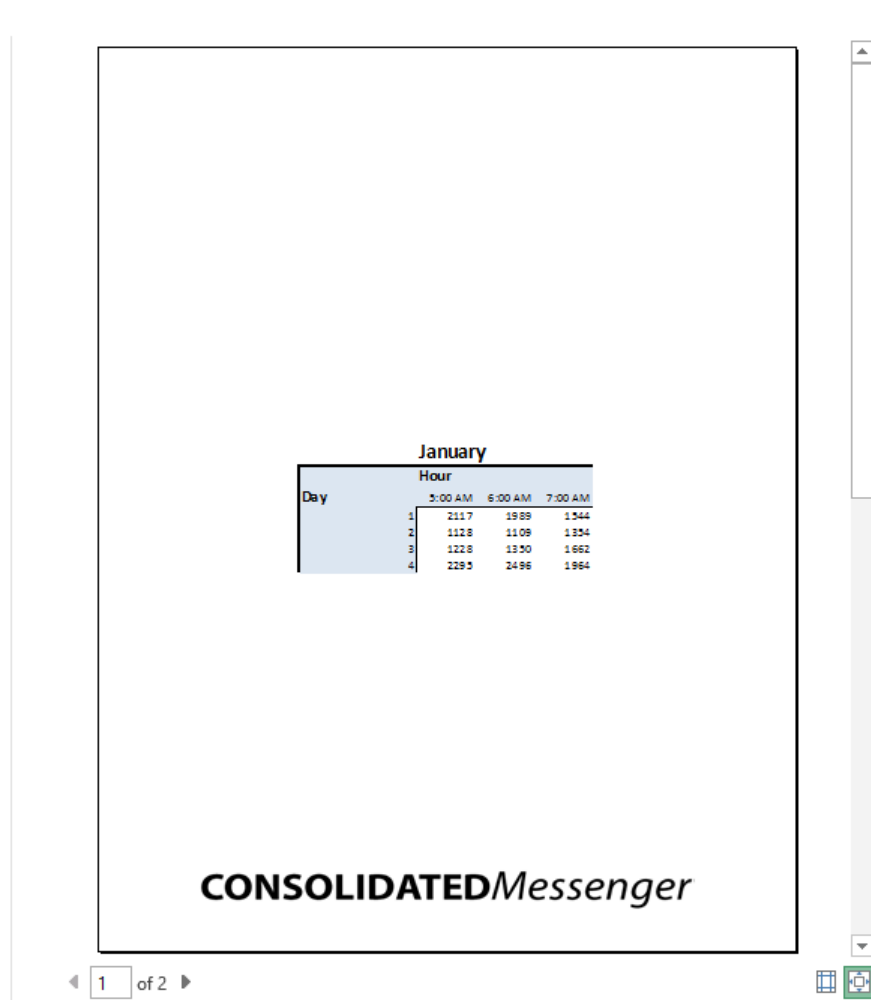 January
Hour
Day 5:00 AM 6:00 AM 7:00 AM
1 2117 1989 1544
2 1128 1109 1354
3 1228 1350 1662
4 2295 2496 1964
CONSOLIDATEDMessenger
1 of 2